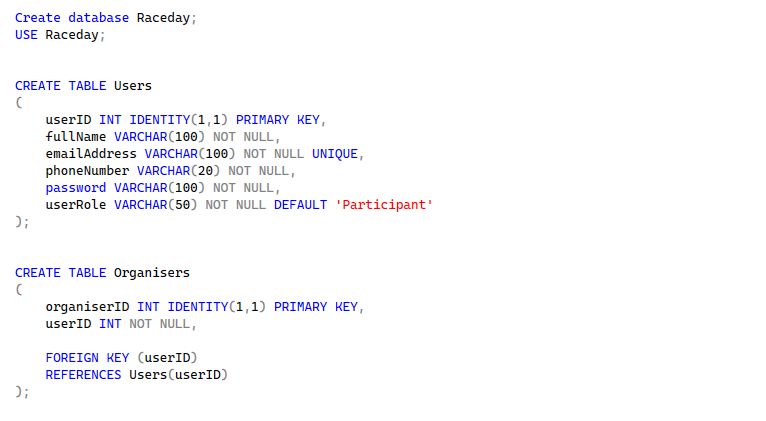 Create database Raceday;
USE Raceday;
CREATE TABLE Users
(
userID INT IDENTITY(1,1) PRIMARY KEY,
fullName VARCHAR(100) NOT NULL,
emailAddress VARCHAR(100) NOT NULL UNIQUE,
phoneNumber VARCHAR(20) NOT NULL,
password VARCHAR(100) NOT NULL,
userRole VARCHAR(50) NOT NULL DEFAULT 'Participant'
);
CREATE TABLE Organisers
(
organiserID INT IDENTITY(1,1) PRIMARY KEY,
userID INT NOT NULL,
FOREIGN KEY (userID)
REFERENCES Users(userID)
);